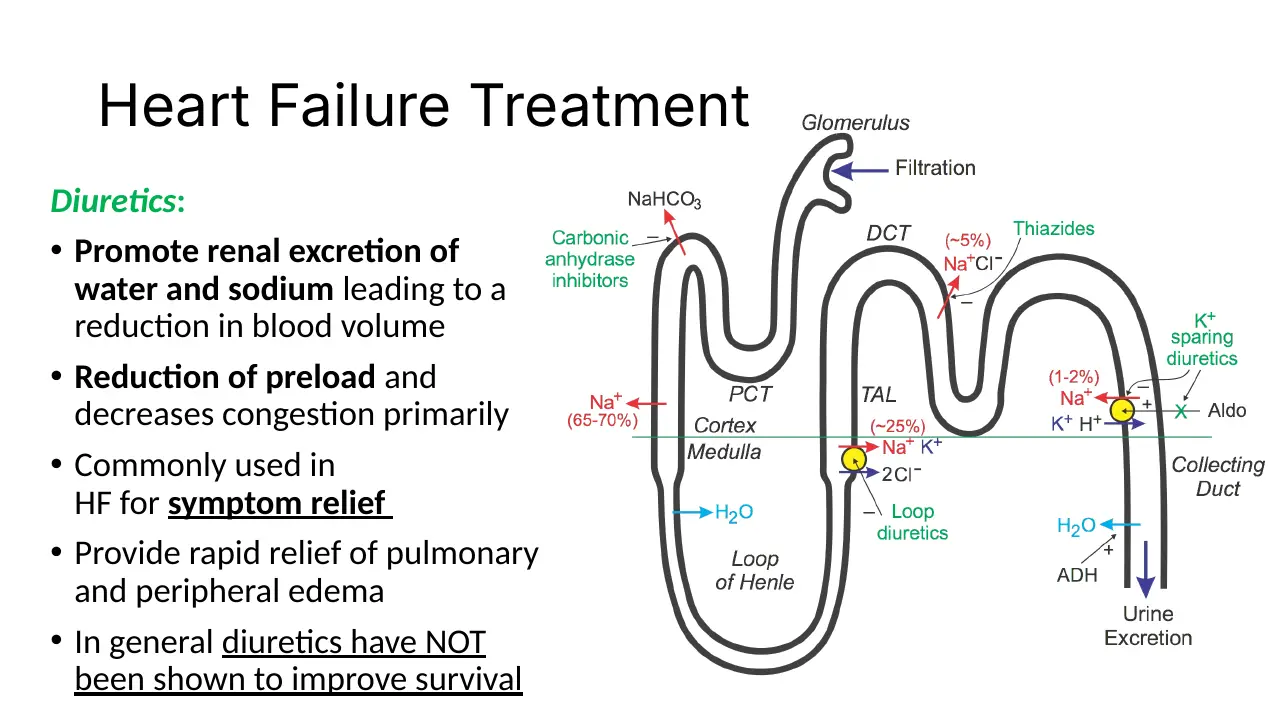 Heart Failure Treatment
Diuretics:
• Promote renal excretion of
water and sodium leading to a
reduction in blood volume
• Reduction of preload and
decreases congestion primarily
• Commonly used in
HF for symptom relief
• Provide rapid relief of pulmonary
and peripheral edema
• In general diuretics have NOT
been shown to improve survival
Glomerulus
Filtration
NaHCO3
–
Carbonic
anhydrase
inhibitors
DCT
Thiazides
(~5%)
Na+Cl–
–
K+
sparing
diuretics
PCT
TAL
(1-2%)
Na+
–
+
X
Aldo
K+ H+
Na+
(65-70%)
Cortex
Medulla
(~25%)
Na+ K+
2Cl–
–
Loop
diuretics
Collecting
Duct
H2O
Loop
of Henle
H2O
+
ADH
Urine
Excretion